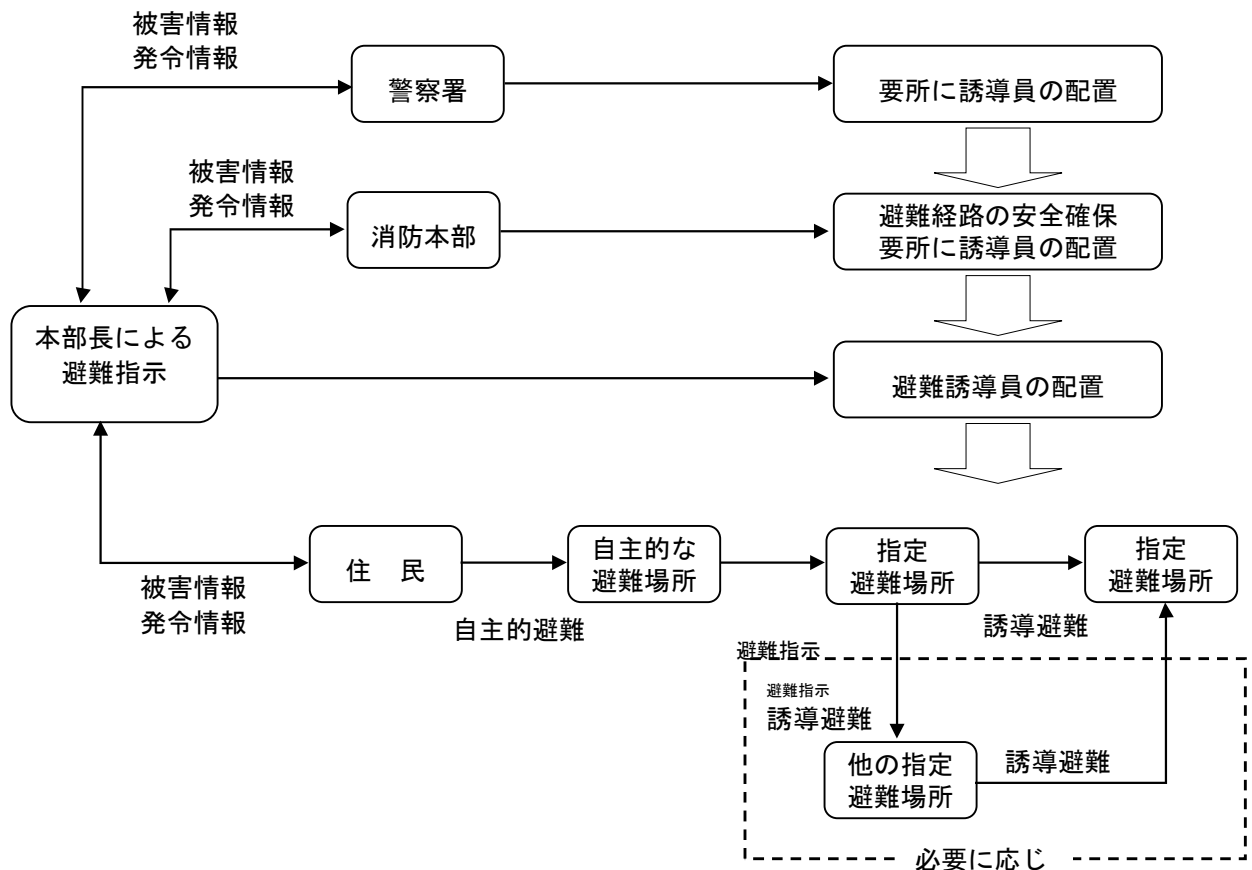 被害情報
発令情報
警察署
要所に誘導員の配置
被害情報
発令情報
消防本部
避難経路の安全確保
要所に誘導員の配置
本部長による
避難指示
避難誘導員の配置
住　民
自主的な
避難場所
指定
避難場所
指定
避難場所
被害情報
発令情報
自主的避難
誘導避難
避難指示
避難指示
誘導避難
他の指定
避難場所
誘導避難
必要に応じ